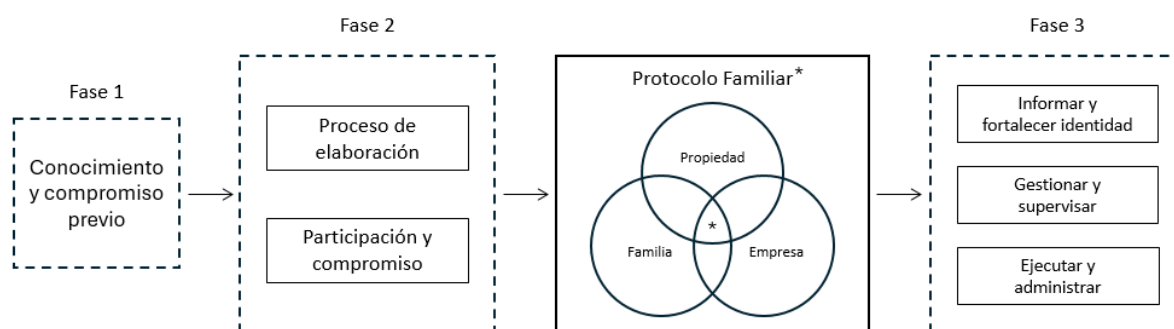 Fase 1
Conocimiento
y compromiso
previo
Fase 2
Proceso de
elaboración
Participación y
compromiso
Protocolo Familiar*
Propiedad
*
Familia
Empresa
Fase 3
Informar y
fortalecer identidad
Gestionar y
supervisar
Ejecutar y
administrar